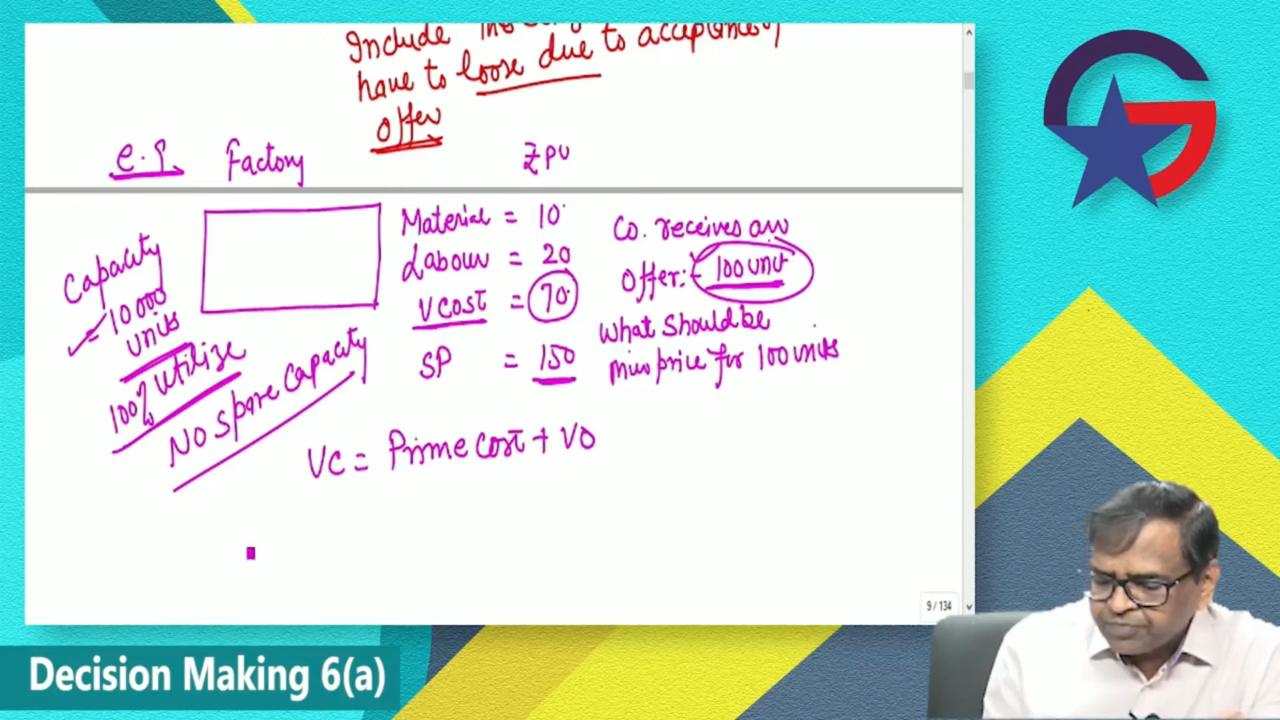 Include
have to loose due to acceptance of
offer
e.g. Factory ₹ PU
Material = 10
Labour = 20
V Cost = 70
SP = 150
Capacity
= 10000
units
100% utilize
NO Spare Capacity
Co. receives an
Offer:- 100 unit
What should be
min price for 100 units
VC = Prime cost + VO
9 / 134
Decision Making 6(a)